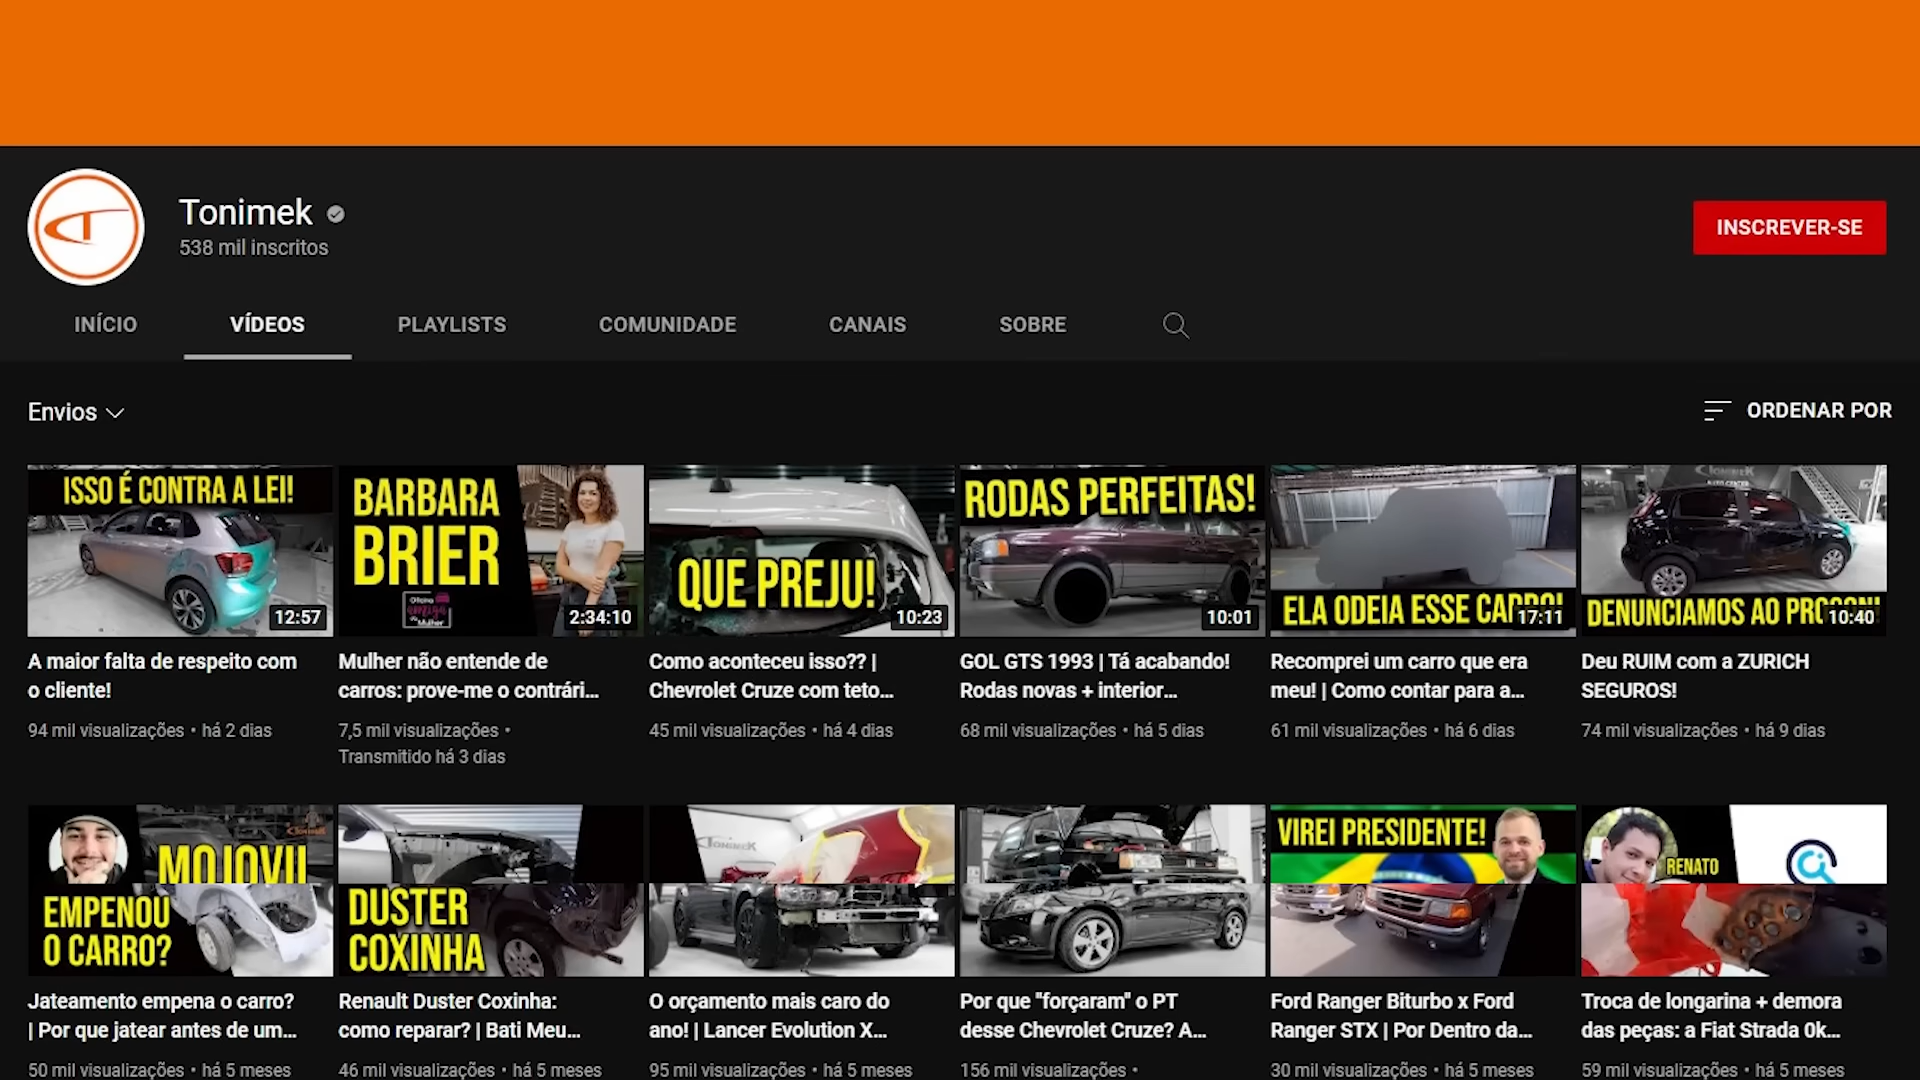 Tonimek
538 mil inscritos
INSCREVER-SE
INÍCIO
VÍDEOS
PLAYLISTS
COMUNIDADE
CANAIS
SOBRE
Envios
ORDENAR POR
ISSO É CONTRA A LEI!
12:57
BARBARA
BRIER
Oficina
amiga
da Mulher
2:34:10
QUE PREJU!
10:23
RODAS PERFEITAS!
10:01
ELA ODEIA ESSE CARRO!
17:11
TONIMEK
AUTO CENTER
DENUNCIAMOS AO PROCON!
10:40
A maior falta de respeito com
o cliente!
94 mil visualizações • há 2 dias
Mulher não entende de
carros: prove-me o contrári...
7,5 mil visualizações •
Transmitido há 3 dias
Como aconteceu isso?? |
Chevrolet Cruze com teto...
45 mil visualizações • há 4 dias
GOL GTS 1993 | Tá acabando!
Rodas novas + interior...
68 mil visualizações • há 5 dias
Recomprei um carro que era
meu! | Como contar para a...
61 mil visualizações • há 6 dias
Deu RUIM com a ZURICH
SEGUROS!
74 mil visualizações • há 9 dias
TONIMEK
EMPENOU
O CARRO?
DUSTER
COXINHA
TONIMEK
VIREI PRESIDENTE!
RENATO
Jateamento empena o carro?
| Por que jatear antes de um...
50 mil visualizações • há 5 meses
Renault Duster Coxinha:
como reparar? | Bati Meu...
46 mil visualizações • há 5 meses
O orçamento mais caro do
ano! | Lancer Evolution X...
95 mil visualizações • há 5 meses
Por que "forçaram" o PT
desse Chevrolet Cruze? A...
156 mil visualizações •
Ford Ranger Biturbo x Ford
Ranger STX | Por Dentro da...
30 mil visualizações • há 5 meses
Troca de longarina + demora
das peças: a Fiat Strada 0k...
59 mil visualizações • há 5 meses